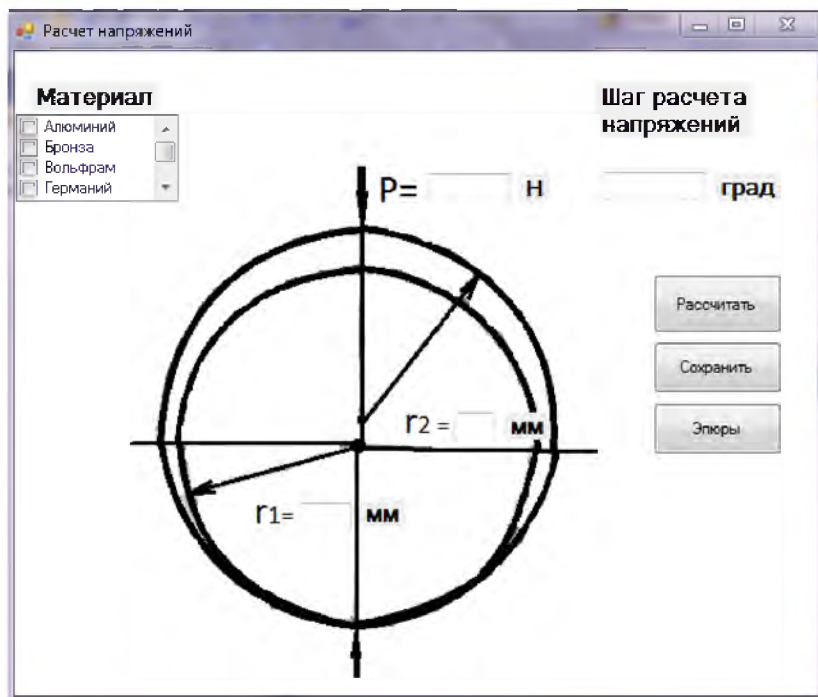 Расчет напряжений
Материал
Алюминий
Бронза
Вольфрам
Германий
Шаг расчета
напряжений
P= Н
град
Рассчитать
Сохранить
Эпюры
r2 = мм
r1= мм